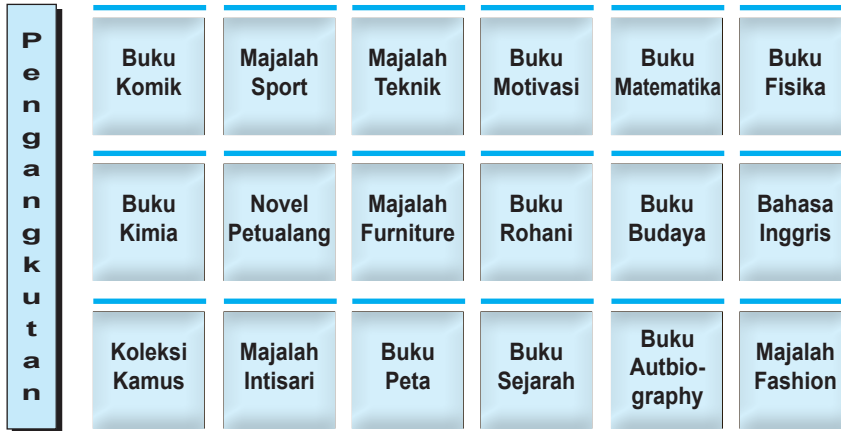 Pengangkutan
Buku
Komik
Majalah
Sport
Majalah
Teknik
Buku
Motivasi
Buku
Matematika
Buku
Fisika
Buku
Kimia
Novel
Petualang
Majalah
Furniture
Buku
Rohani
Buku
Budaya
Bahasa
Inggris
Koleksi
Kamus
Majalah
Intisari
Buku
Peta
Buku
Sejarah
Buku
Autbio-
graphy
Majalah
Fashion